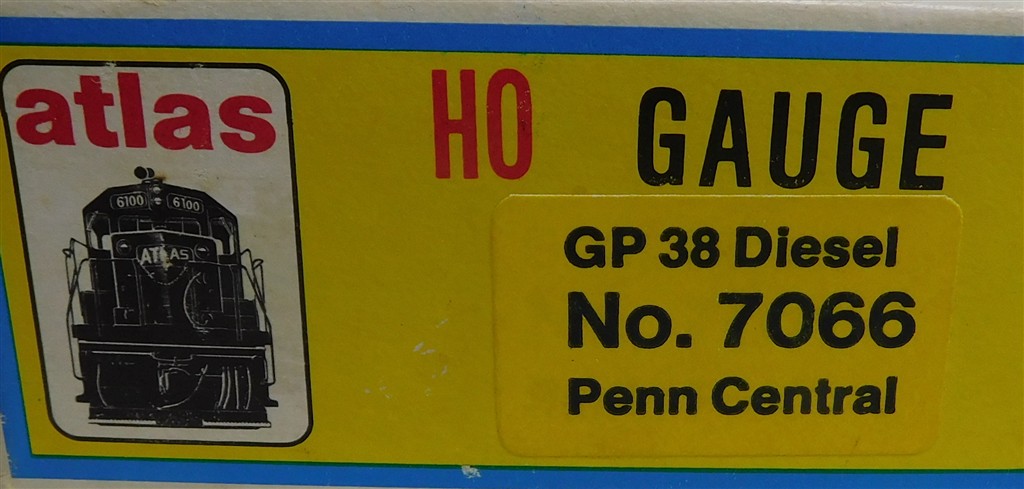 atlas
6100 6100
ATLAS
HO GAUGE
GP 38 Diesel
No. 7066
Penn Central